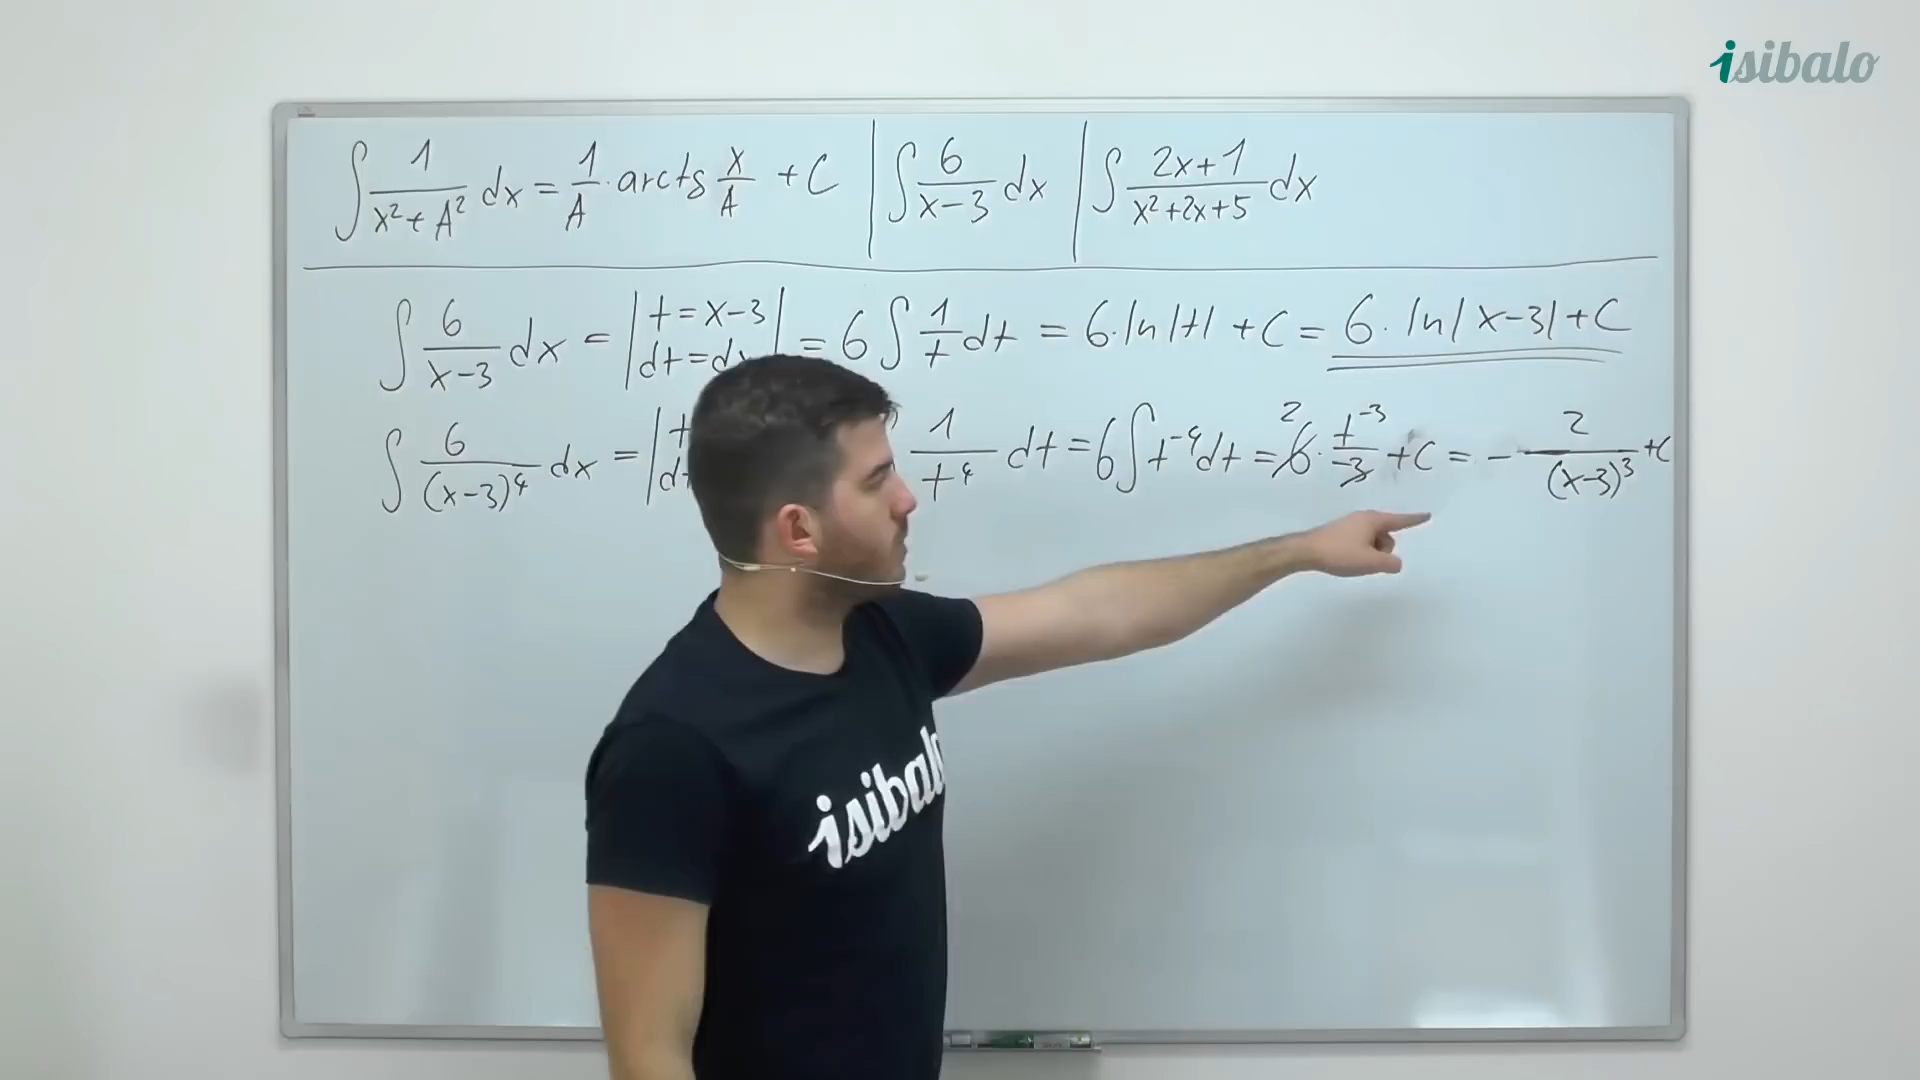 isibalo
∫ 1/(x²+A²) dx = 1/A · arctg x/A + C | ∫ 6/(x-3) dx | ∫ (2x+1)/(x²+2x+5) dx
∫ 6/(x-3) dx = | t=x-3 | = 6 ∫ 1/t dt = 6·ln|t| + C = 6·ln|x-3| + C
| dt=dx |
∫ 6/(x-3)⁴ dx = | t 1/t⁴ dt = 6∫t⁻⁴dt = 6² · t⁻³/-3 + C = - 2/(x-3)³ + C
| dt
isibalo